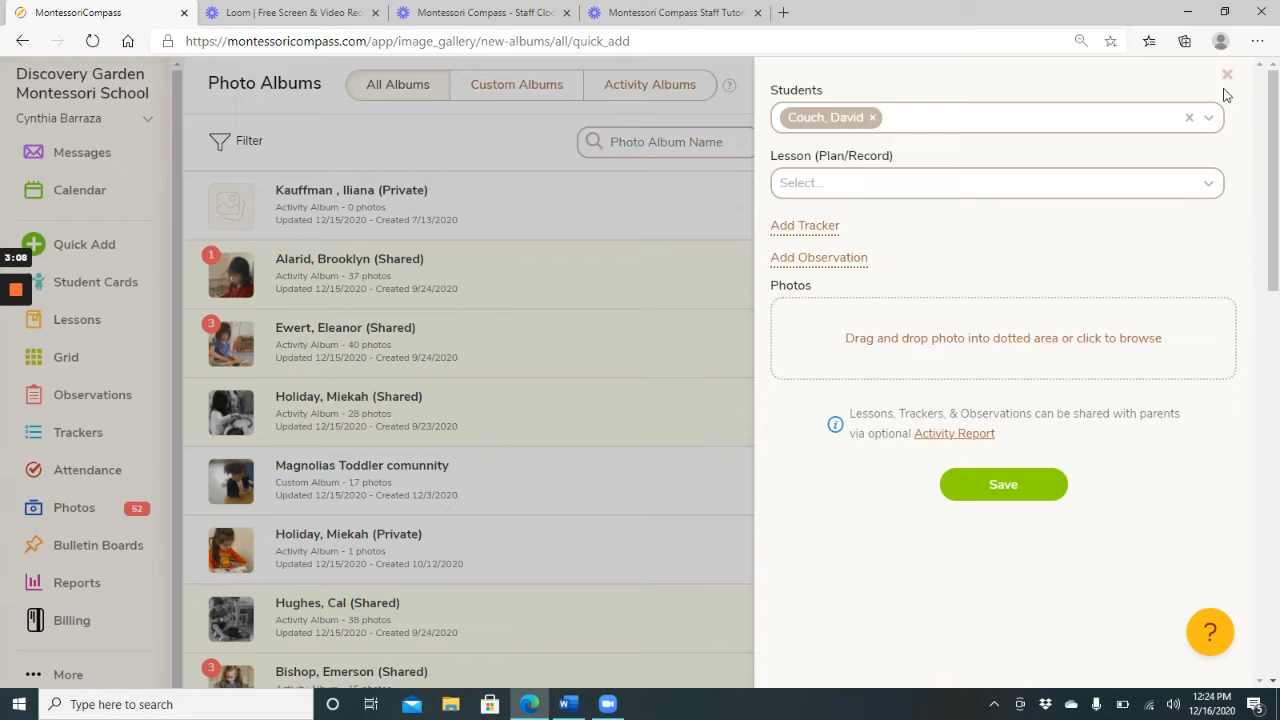 Montessori Compass
Loom | Free Screen & Video Rec
Montessori Compass - Staff Cloc
Montessori Compass Staff Tutor
https://montessoricompass.com/app/image_gallery/new-albums/all/quick_add
Discovery Garden
Montessori School
Cynthia Barraza
Messages
Calendar
Quick Add
3:08
Student Cards
Lessons
Grid
Observations
Trackers
Attendance
Photos 52
Bulletin Boards
Reports
Billing
More
Photo Albums
All Albums
Custom Albums
Activity Albums
?
Filter
Photo Album Name
Kauffman , Iliana (Private)
Activity Album - 0 photos
Updated 12/15/2020 - Created 7/13/2020
1
Alarid, Brooklyn (Shared)
Activity Album - 37 photos
Updated 12/15/2020 - Created 9/24/2020
3
Ewert, Eleanor (Shared)
Activity Album - 40 photos
Updated 12/15/2020 - Created 9/24/2020
Holiday, Miekah (Shared)
Activity Album - 28 photos
Updated 12/15/2020 - Created 9/23/2020
Magnolias Toddler comunnity
Custom Album - 17 photos
Updated 12/15/2020 - Created 12/3/2020
Holiday, Miekah (Private)
Activity Album - 1 photos
Updated 12/15/2020 - Created 10/12/2020
Hughes, Cal (Shared)
Activity Album - 38 photos
Updated 12/15/2020 - Created 9/24/2020
3
Bishop, Emerson (Shared)
Students
Couch, David ×
Lesson (Plan/Record)
Select...
Add Tracker
Add Observation
Photos
Drag and drop photo into dotted area or click to browse
Lessons, Trackers, & Observations can be shared with parents
via optional Activity Report
Save
?
Type here to search
12:24 PM
12/16/2020